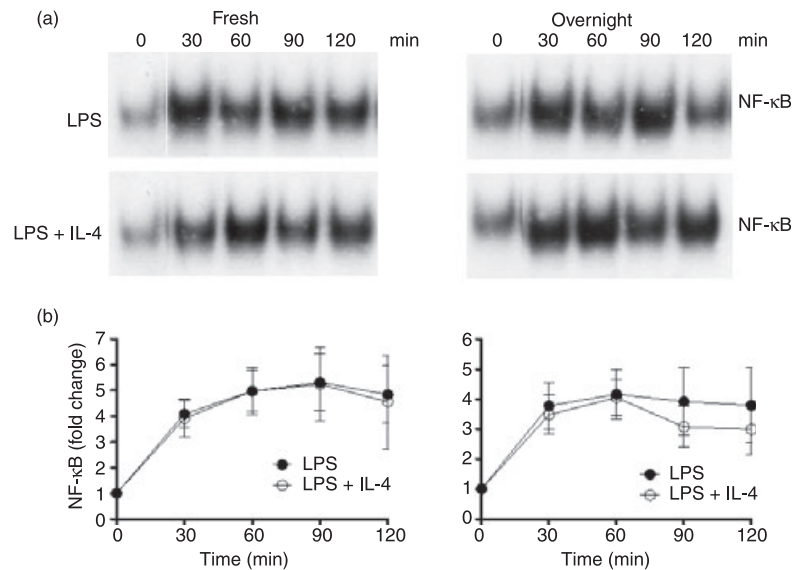 (a)
Fresh
0 30 60 90 120 min
LPS
LPS + IL-4
Overnight
0 30 60 90 120 min
NF-κB
NF-κB
(b)
NF-κB (fold change)
7
6
5
4
3
2
1
0
LPS
LPS + IL-4
0 30 60 90 120
Time (min)
6
5
4
3
2
1
0
LPS
LPS + IL-4
0 30 60 90 120
Time (min)